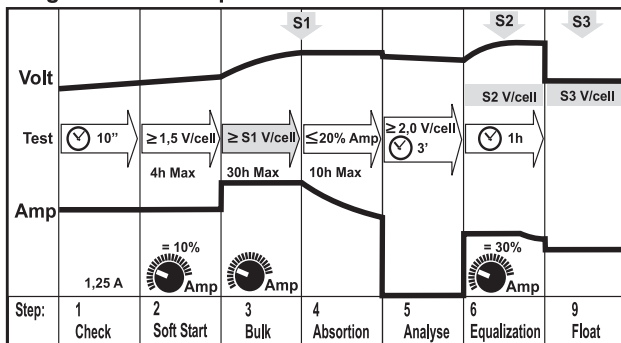 S1 S2 S3
Volt
S2 V/cell S3 V/cell
Test 10” ≥1,5 V/cell ≥ S1 V/cell ≤20% Amp ≥2,0 V/cell 3’ 1h
4h Max 30h Max 10h Max
Amp
= 10% = 30%
1,25 A Amp Amp Amp
Step: 1 2 3 4 5 6 9
Check Soft Start Bulk Absortion Analyse Equalization Float